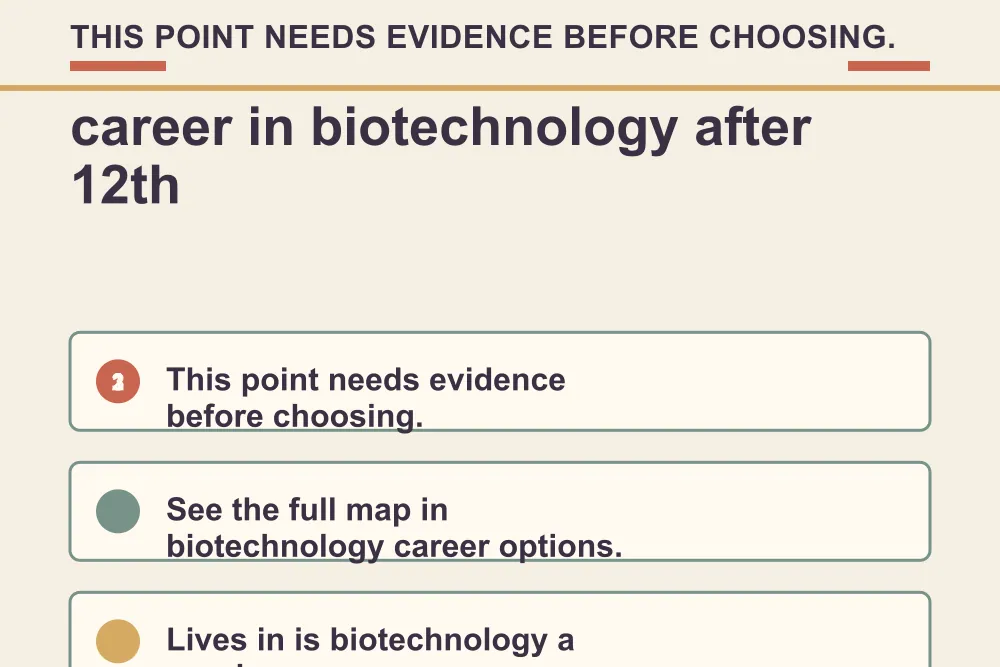 THIS POINT NEEDS EVIDENCE BEFORE CHOOSING.
career in biotechnology after
12th
This point needs evidence
before choosing.
See the full map in
biotechnology career options.
Lives in is biotechnology a